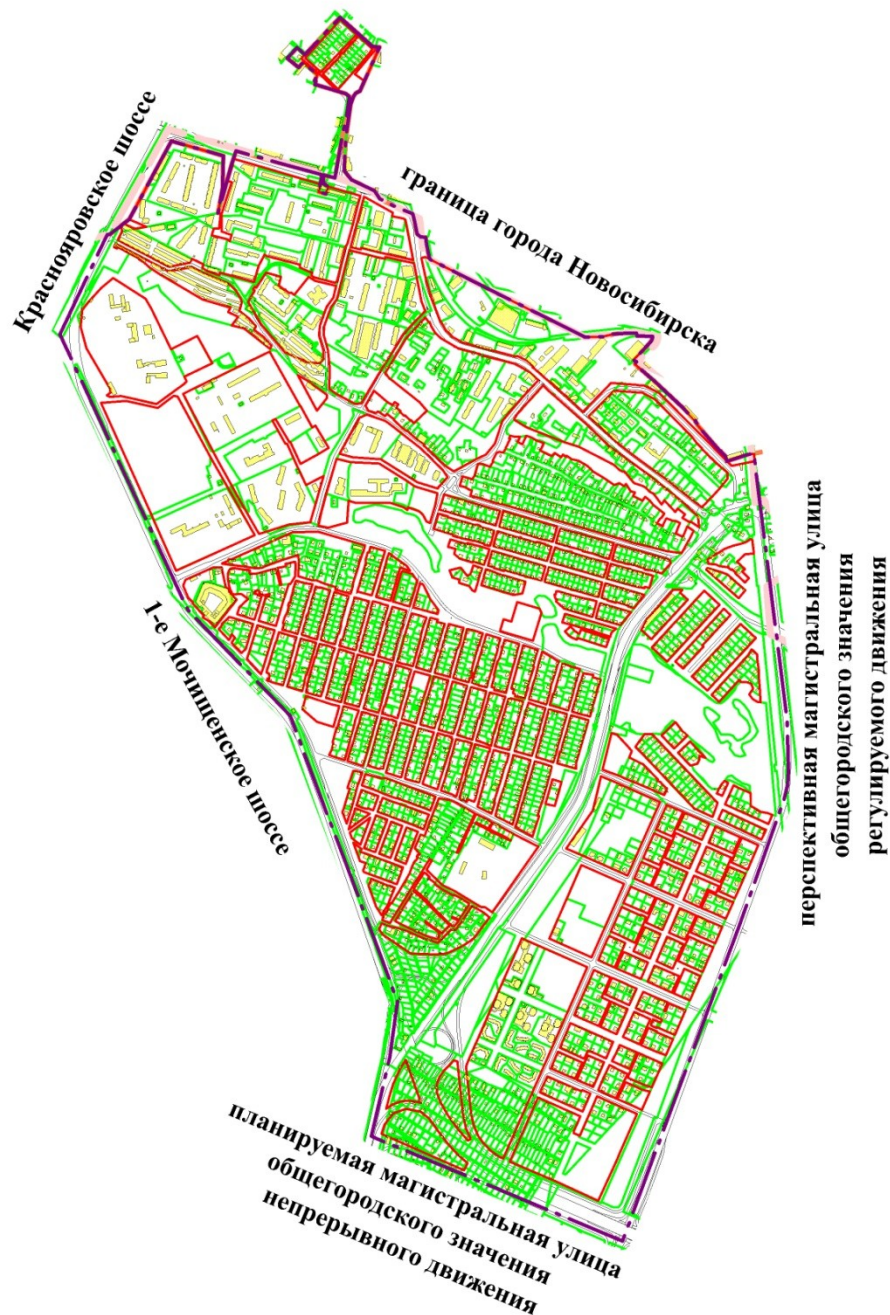 Краснояровское шоссе
граница города Новосибирска
1-е Мочищенское шоссе
перспективная магистральная улица
общегородского значения
регулируемого движения
планируемая магистральная улица
общегородского значения
непрерывного движения